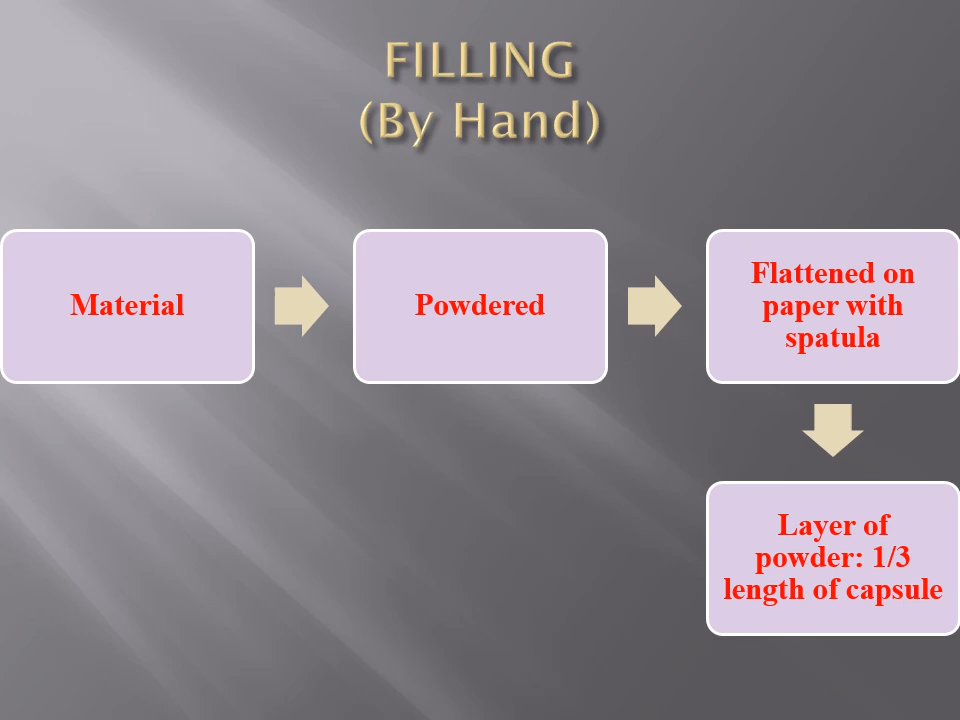 FILLING
(By Hand)
Material
Powdered
Flattened on
paper with
spatula
Layer of
powder: 1/3
length of capsule